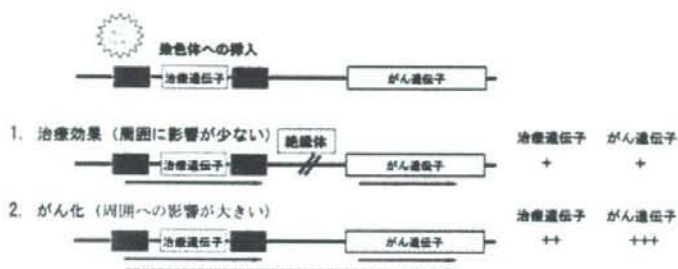 染色体への挿入
治療遺伝子 がん遺伝子
1. 治療効果（周囲に影響が少ない） 絶縁体 治療遺伝子 がん遺伝子
治療遺伝子 がん遺伝子 + +
2. がん化（周囲への影響が大きい） 治療遺伝子 がん遺伝子
治療遺伝子 がん遺伝子 ++ +++